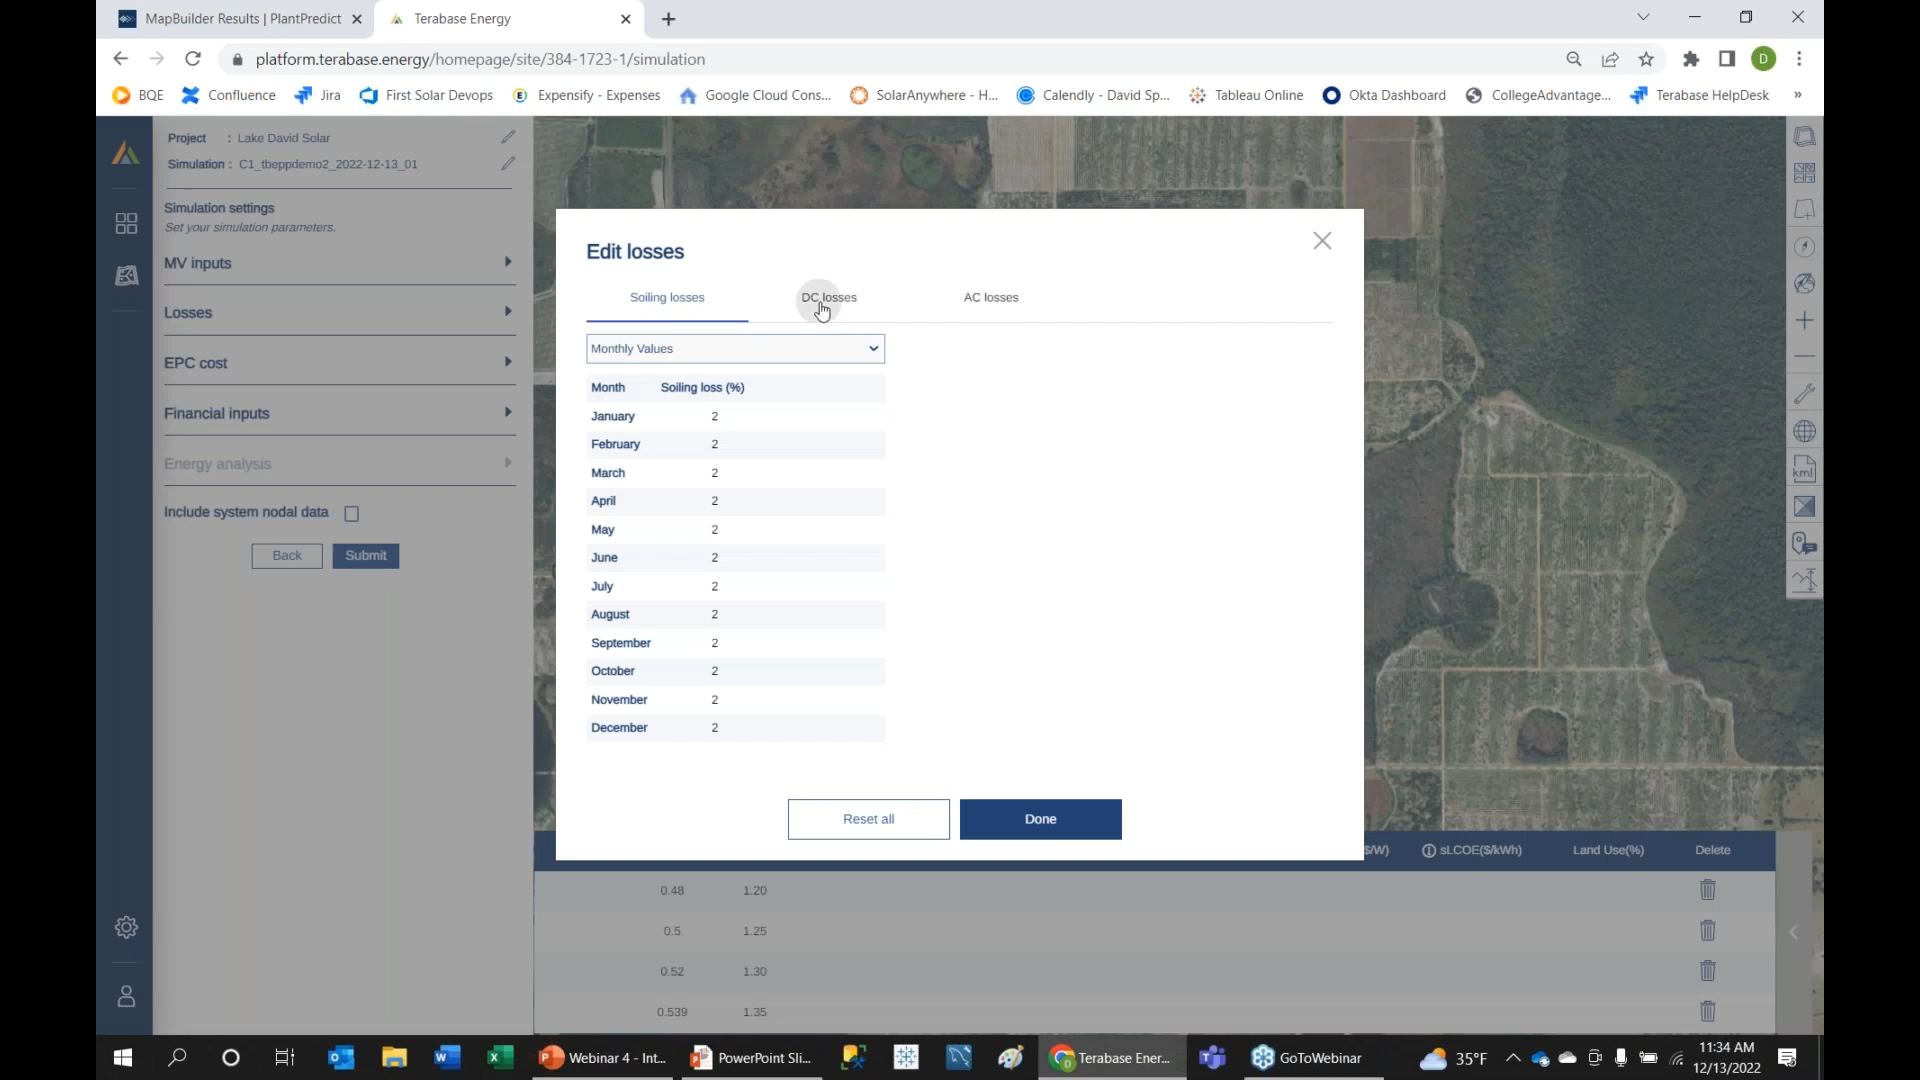 MapBuilder Results | PlantPredict
Terabase Energy
platform.terabase.energy/homepage/site/384-1723-1/simulation
D
BQE
Confluence
Jira
First Solar Devops
Expensify - Expenses
Google Cloud Cons...
SolarAnywhere - H...
Calendly - David Sp...
Tableau Online
Okta Dashboard
CollegeAdvantage...
Terabase HelpDesk
»
Project : Lake David Solar
Simulation : C1_tbeppdemo2_2022-12-13_01
Simulation settings
Set your simulation parameters.
MV inputs
Losses
EPC cost
Financial inputs
Energy analysis
Include system nodal data
Back
Submit
Edit losses
Soiling losses
DC losses
AC losses
Monthly Values
Month Soiling loss (%)
January 2
February 2
March 2
April 2
May 2
June 2
July 2
August 2
September 2
October 2
November 2
December 2
Reset all
Done
kml
$/W)
sLCOE($/kWh)
Land Use(%)
Delete
0.48 1.20
0.5 1.25
0.52 1.30
0.539 1.35
Webinar 4 - Int...
PowerPoint Sli...
Terabase Ener...
GoToWebinar
35°F
11:34 AM
12/13/2022